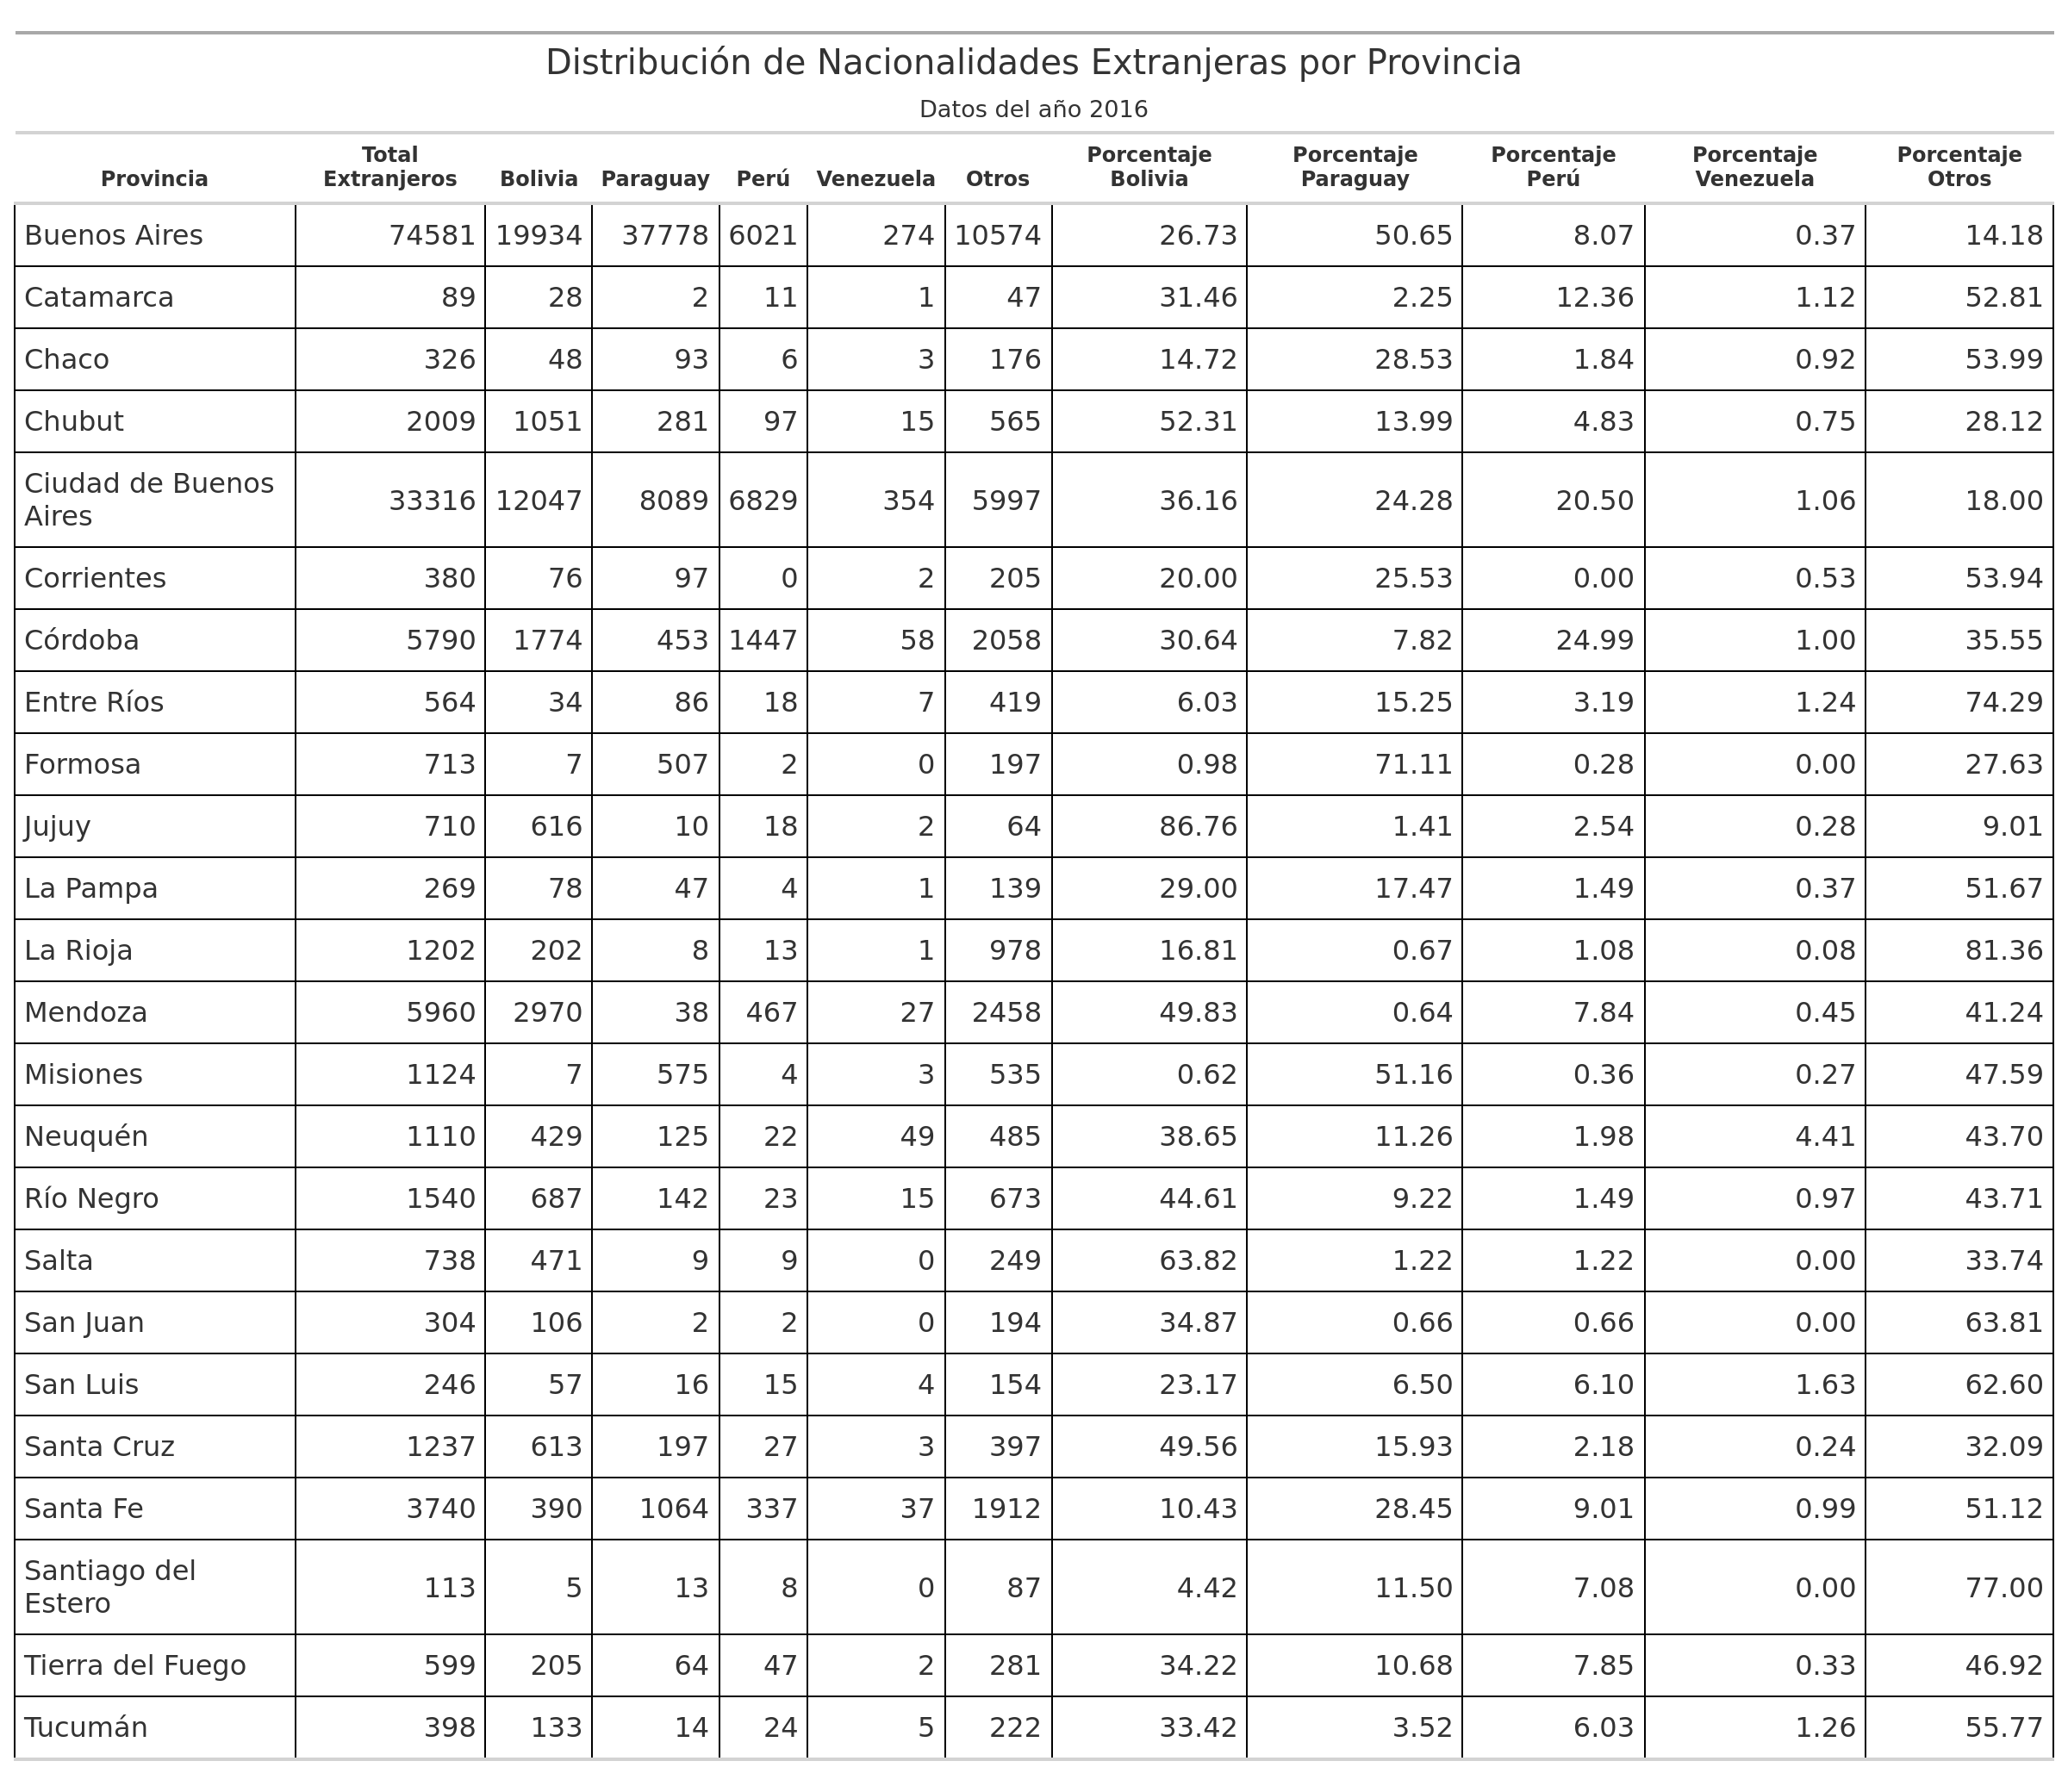 Distribución de Nacionalidades Extranjeras por Provincia
Datos del año 2016
Provincia Total Extranjeros Bolivia Paraguay Perú Venezuela Otros Porcentaje Bolivia Porcentaje Paraguay Porcentaje Perú Porcentaje Venezuela Porcentaje Otros
Buenos Aires 74581 19934 37778 6021 274 10574 26.73 50.65 8.07 0.37 14.18
Catamarca 89 28 2 11 1 47 31.46 2.25 12.36 1.12 52.81
Chaco 326 48 93 6 3 176 14.72 28.53 1.84 0.92 53.99
Chubut 2009 1051 281 97 15 565 52.31 13.99 4.83 0.75 28.12
Ciudad de Buenos Aires 33316 12047 8089 6829 354 5997 36.16 24.28 20.50 1.06 18.00
Corrientes 380 76 97 0 2 205 20.00 25.53 0.00 0.53 53.94
Córdoba 5790 1774 453 1447 58 2058 30.64 7.82 24.99 1.00 35.55
Entre Ríos 564 34 86 18 7 419 6.03 15.25 3.19 1.24 74.29
Formosa 713 7 507 2 0 197 0.98 71.11 0.28 0.00 27.63
Jujuy 710 616 10 18 2 64 86.76 1.41 2.54 0.28 9.01
La Pampa 269 78 47 4 1 139 29.00 17.47 1.49 0.37 51.67
La Rioja 1202 202 8 13 1 978 16.81 0.67 1.08 0.08 81.36
Mendoza 5960 2970 38 467 27 2458 49.83 0.64 7.84 0.45 41.24
Misiones 1124 7 575 4 3 535 0.62 51.16 0.36 0.27 47.59
Neuquén 1110 429 125 22 49 485 38.65 11.26 1.98 4.41 43.70
Río Negro 1540 687 142 23 15 673 44.61 9.22 1.49 0.97 43.71
Salta 738 471 9 9 0 249 63.82 1.22 1.22 0.00 33.74
San Juan 304 106 2 2 0 194 34.87 0.66 0.66 0.00 63.81
San Luis 246 57 16 15 4 154 23.17 6.50 6.10 1.63 62.60
Santa Cruz 1237 613 197 27 3 397 49.56 15.93 2.18 0.24 32.09
Santa Fe 3740 390 1064 337 37 1912 10.43 28.45 9.01 0.99 51.12
Santiago del Estero 113 5 13 8 0 87 4.42 11.50 7.08 0.00 77.00
Tierra del Fuego 599 205 64 47 2 281 34.22 10.68 7.85 0.33 46.92
Tucumán 398 133 14 24 5 222 33.42 3.52 6.03 1.26 55.77